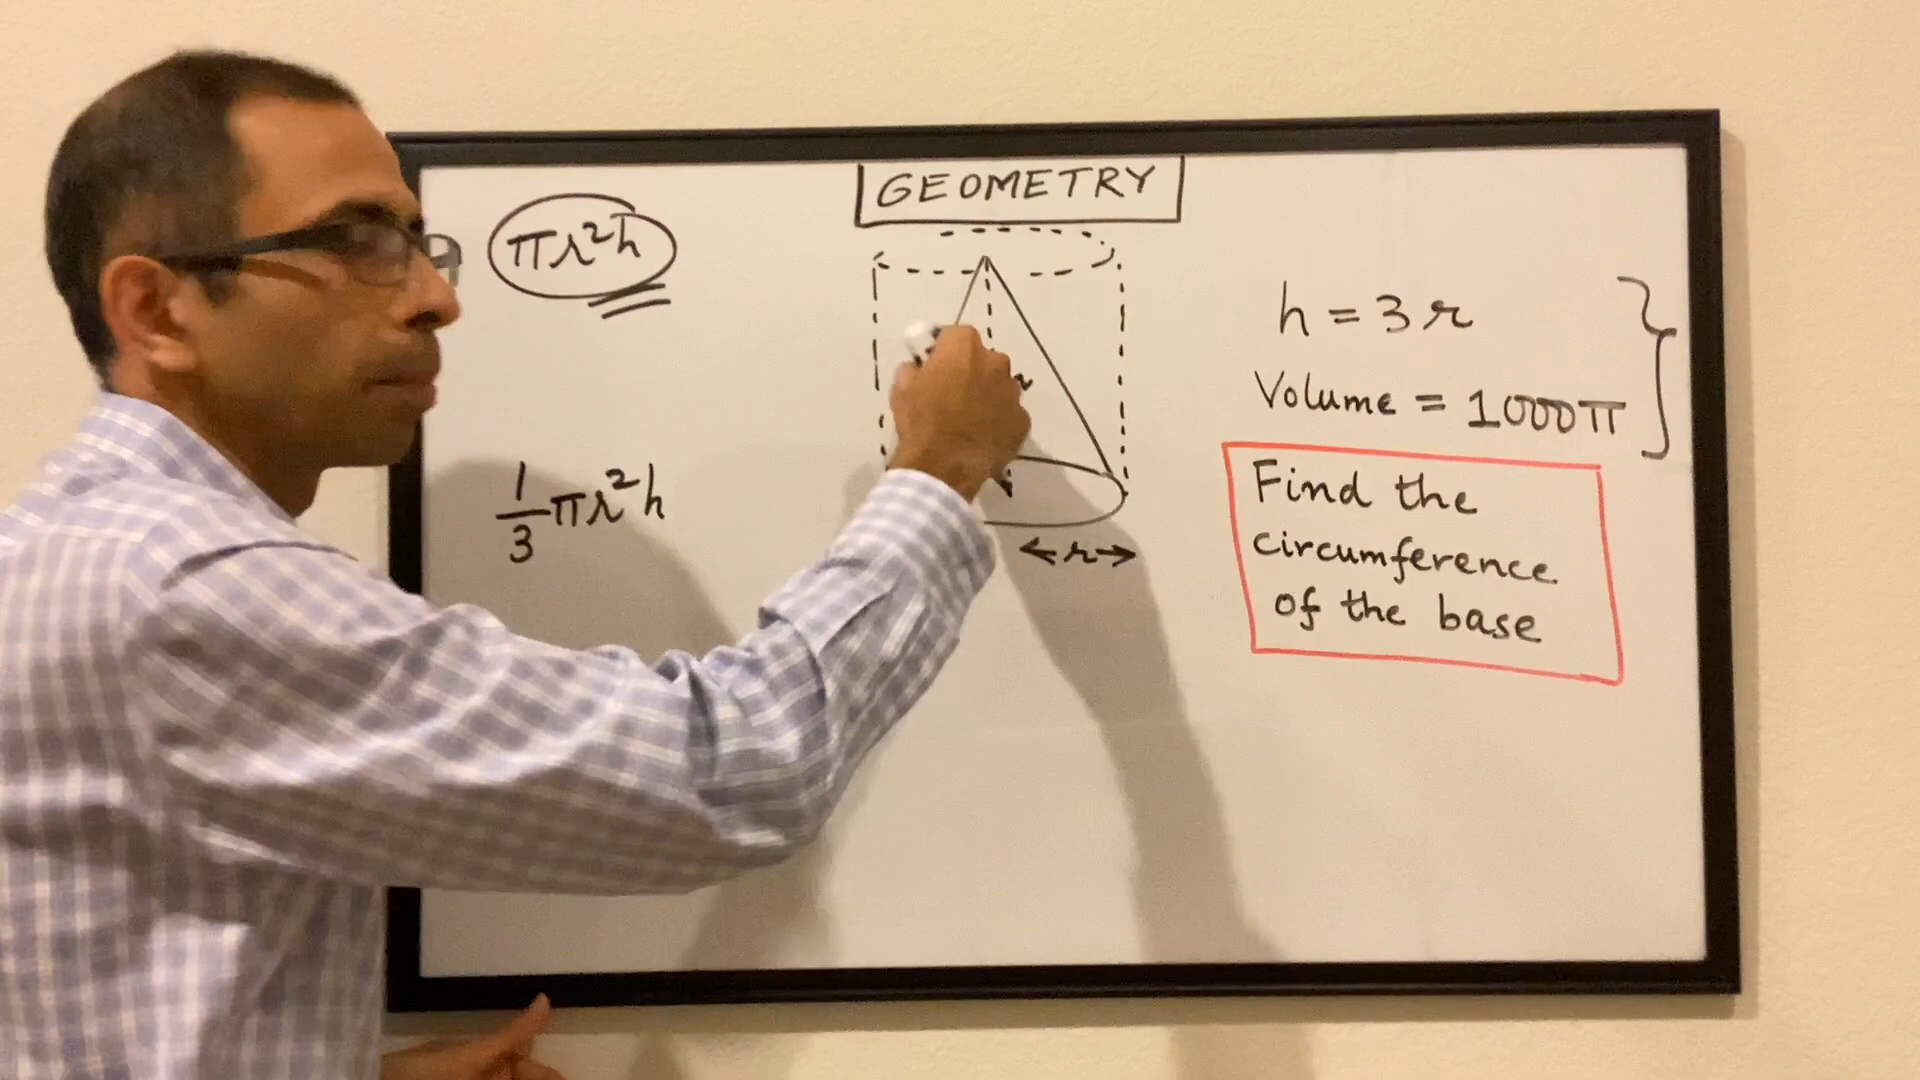 GEOMETRY
πr²h
h = 3r
Volume = 1000π
1/3 πr²h
r
Find the
circumference
of the base